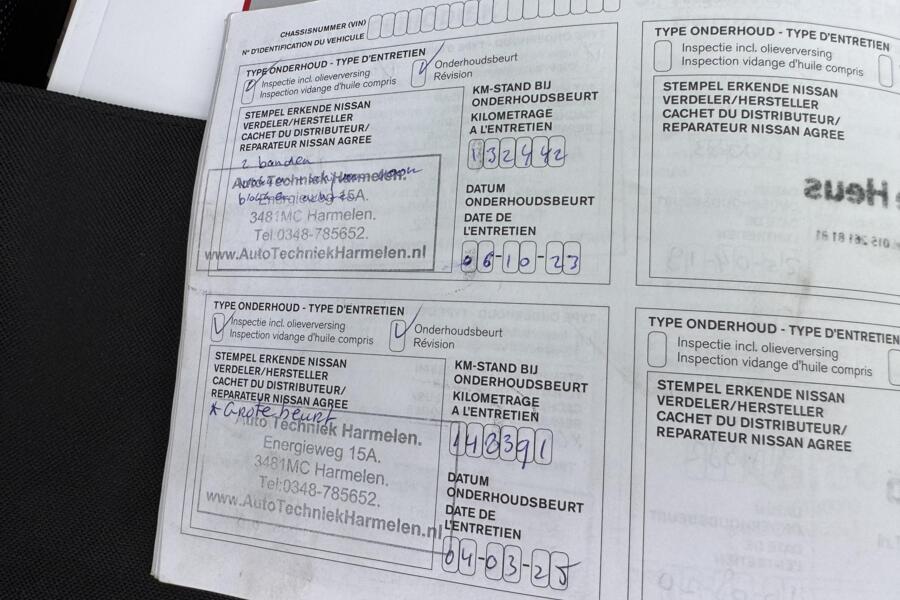 CHASSISNUMMER (VIN)
N° D'IDENTIFICATION DU VEHICULE
TYPE ONDERHOUD - TYPE D'ENTRETIEN
Inspectie incl. olieverversing
Inspection vidange d'huile compris
Onderhoudsbeurt
Révision
STEMPEL ERKENDE NISSAN
VERDELER/HERSTELLER
CACHET DU DISTRIBUTEUR/
REPARATEUR NISSAN AGREE
2 banden
Auto Techniek Harmelen.
Energieweg 15A.
3481MC Harmelen.
Tel:0348-785652.
www.AutoTechniekHarmelen.nl
KM-STAND BIJ
ONDERHOUDSBEURT
KILOMETRAGE
A L'ENTRETIEN
132442
DATUM
ONDERHOUDSBEURT
DATE DE
L'ENTRETIEN
06-10-23
TYPE ONDERHOUD - TYPE D'ENTRETIEN
Inspectie incl. olieverversing
Inspection vidange d'huile compris
Onderhoudsbeurt
Révision
STEMPEL ERKENDE NISSAN
VERDELER/HERSTELLER
CACHET DU DISTRIBUTEUR/
REPARATEUR NISSAN AGREE
* Grote beurt
Auto Techniek Harmelen.
Energieweg 15A.
3481MC Harmelen.
Tel:0348-785652.
www.AutoTechniekHarmelen.nl
KM-STAND BIJ
ONDERHOUDSBEURT
KILOMETRAGE
A L'ENTRETIEN
148391
DATUM
ONDERHOUDSBEURT
DATE DE
L'ENTRETIEN
04-03-25
TYPE ONDERHOUD - TYPE D'ENTRETIEN
Inspectie incl. olieverversing
Inspection vidange d'huile compris
STEMPEL ERKENDE NISSAN
VERDELER/HERSTELLER
CACHET DU DISTRIBUTEUR/
REPARATEUR NISSAN AGREE
TYPE ONDERHOUD - TYPE D'ENTRETIEN
Inspectie incl. olieverversing
Inspection vidange d'huile compris
STEMPEL ERKENDE NISSAN
VERDELER/HERSTELLER
CACHET DU DISTRIBUTEUR/
REPARATEUR NISSAN AGREE